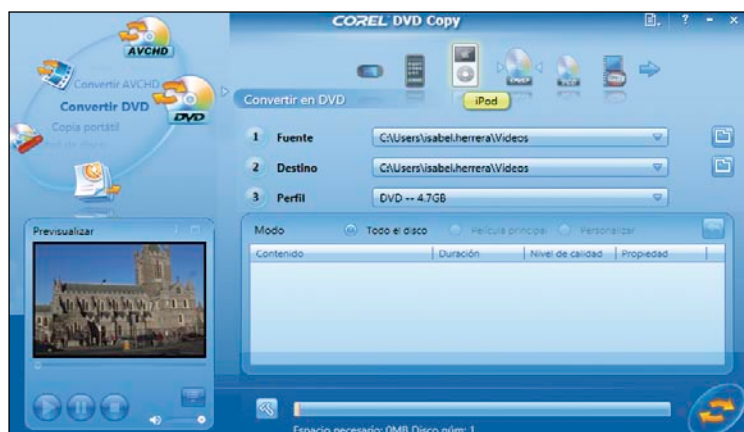 COREL DVD Copy
AVCHD
Convertir AVCHD
Convertir DVD
DVD
Copia portátil
Convertir en DVD
iPod
1 Fuente C:\Users\isabel.herrera\Videos
2 Destino C:\Users\isabel.herrera\Videos
3 Perfil DVD -- 4.7GB
Previsualizar
Modo Todo el disco Película principal Personalizar
Contenido Duración Nivel de calidad Propiedad
Espacio necesario: 0MB Disco núm: 1